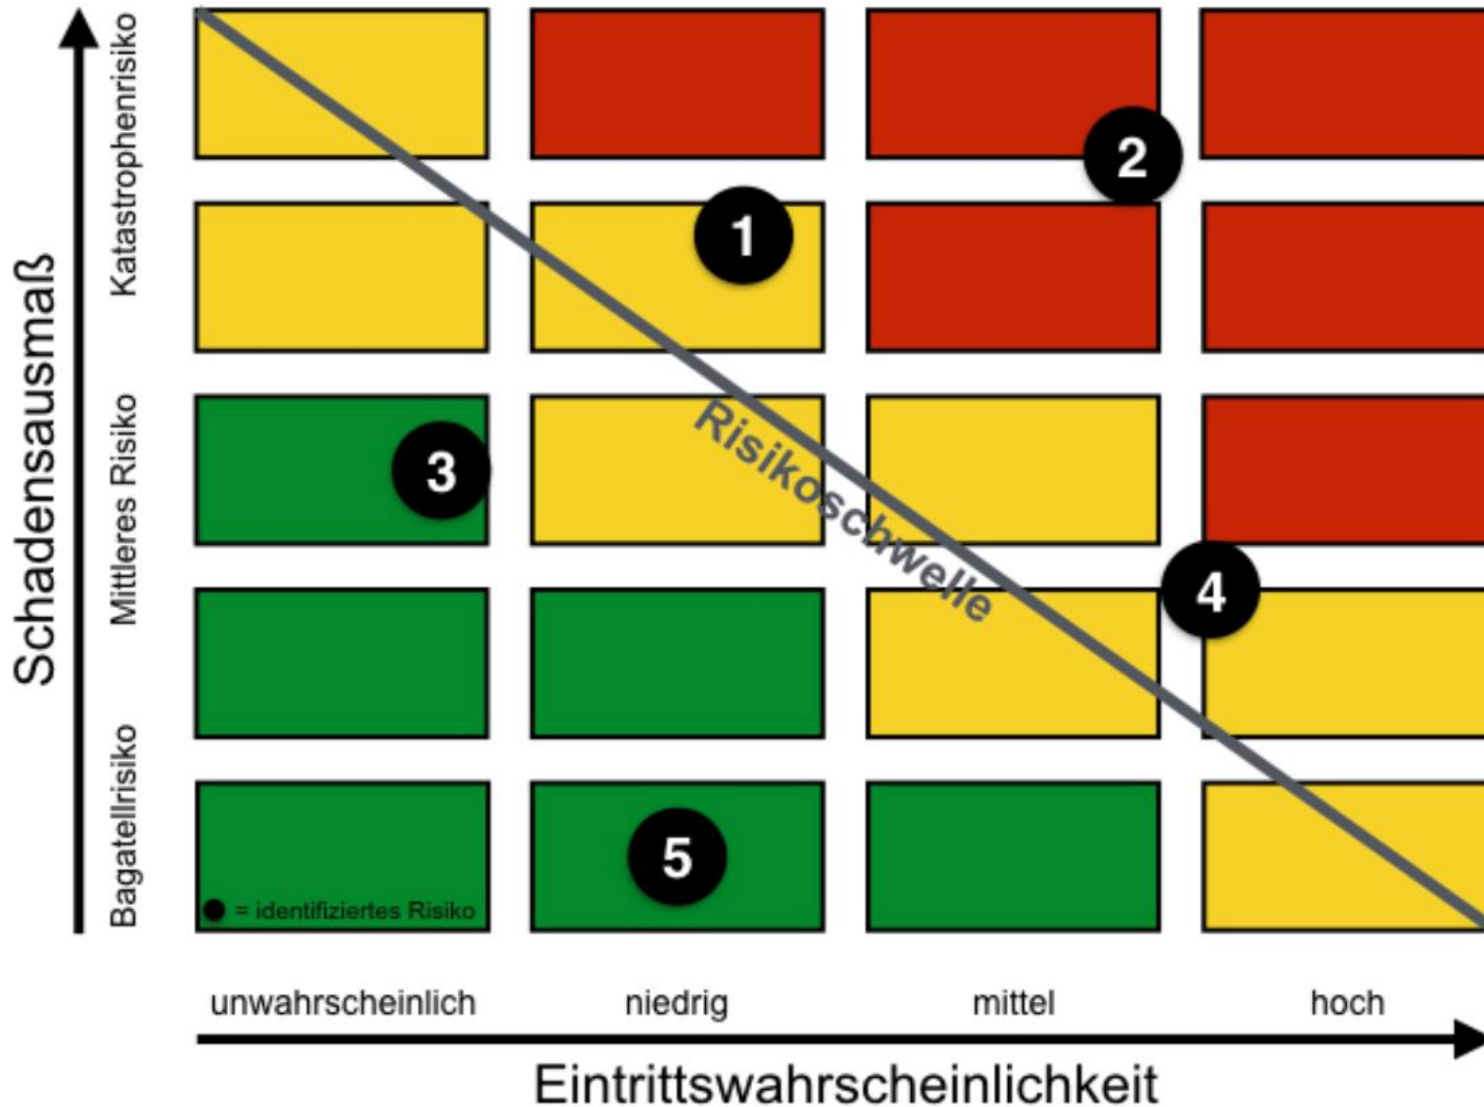 Schadensausmaß
Katastrophenrisiko
Mittleres Risiko
Bagatellrisiko
1
2
3
4
5
Risikoschwelle
= identifiziertes Risiko
unwahrscheinlich
niedrig
mittel
hoch
Eintrittswahrscheinlichkeit